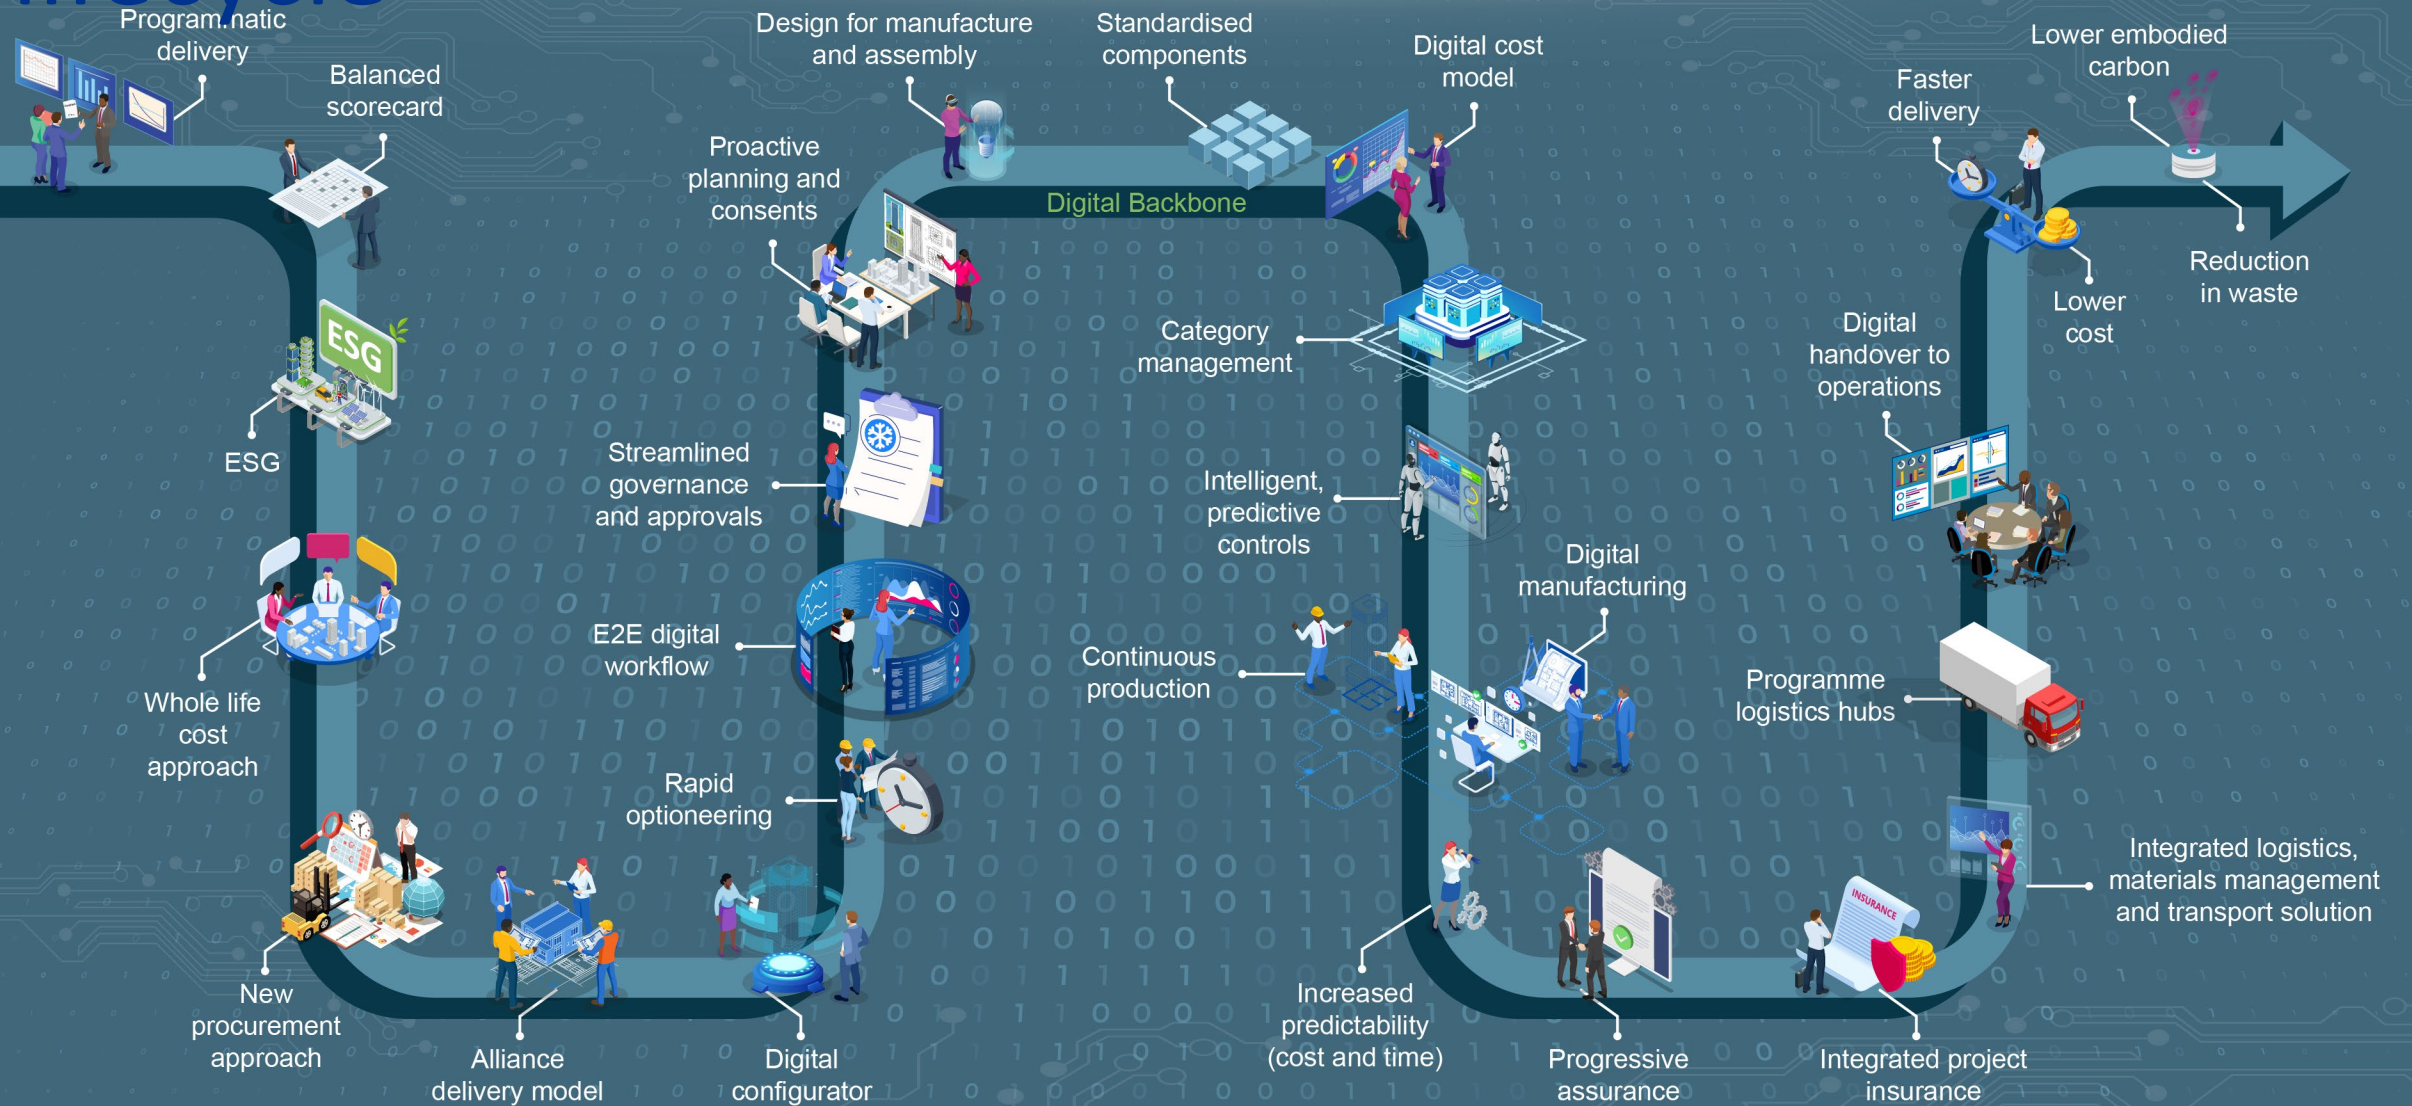 Programmatic
delivery
Balanced
scorecard
ESG
ESG
Whole life
cost
approach
New
procurement
approach
Alliance
delivery model
Digital
configurator
Rapid
optioneering
E2E digital
workflow
Streamlined
governance
and approvals
Proactive
planning and
consents
Design for manufacture
and assembly
Standardised
components
Digital Backbone
Digital cost
model
Category
management
Intelligent,
predictive
controls
Digital
manufacturing
Continuous
production
Increased
predictability
(cost and time)
Progressive
assurance
INSURANCE
Integrated project
insurance
Integrated logistics,
materials management
and transport solution
Programme
logistics hubs
Digital
handover to
operations
Faster
delivery
Lower
cost
Lower embodied
carbon
Reduction
in waste